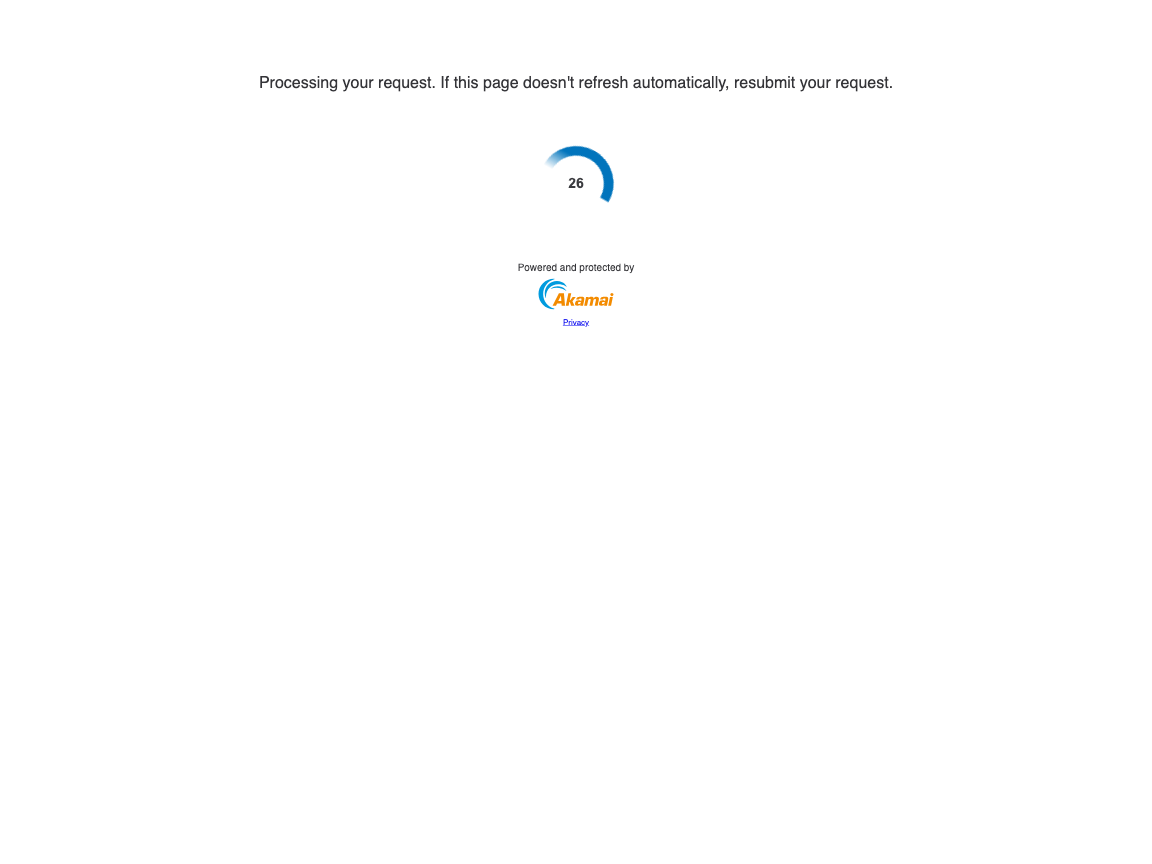 Processing your request. If this page doesn't refresh automatically, resubmit your request.
26
Powered and protected by
Akamai
Privacy